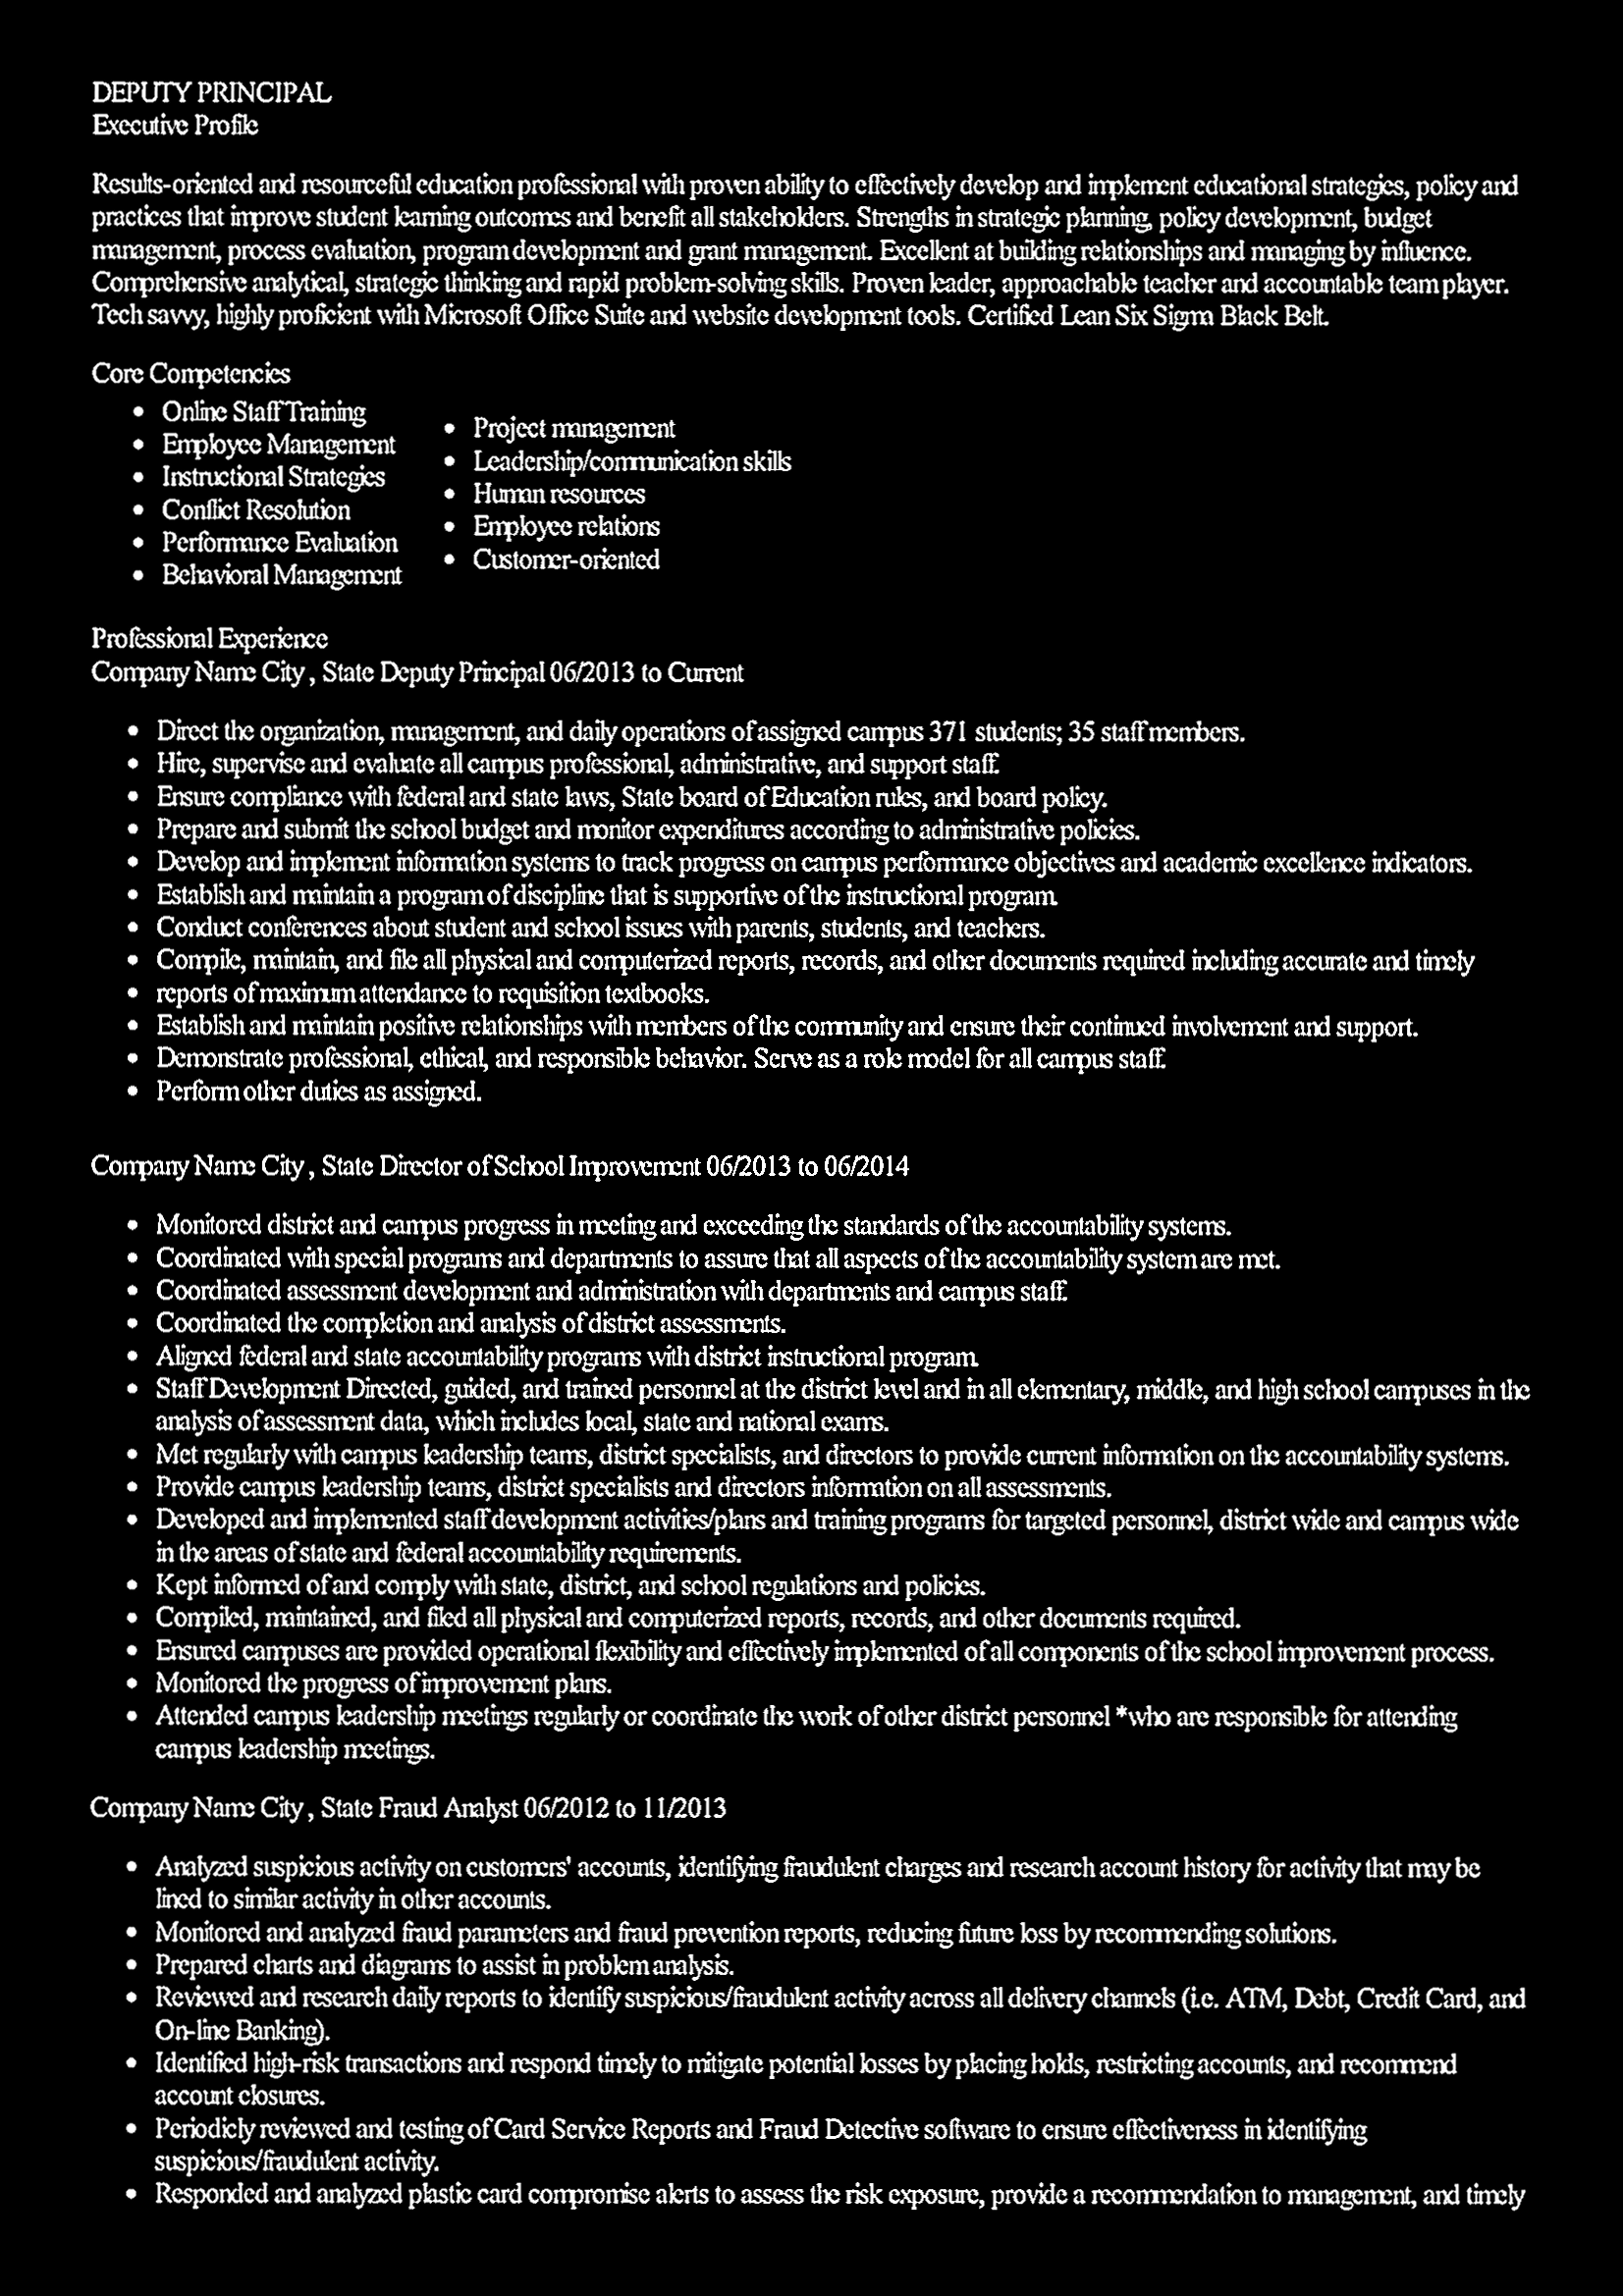 DEPUTY PRINCIPAL
Executive Profile
Results-oriented and resourceful education professional with proven ability to effectively develop and implement educational strategies, policy and
practices that improve student learning outcomes and benefit all stakeholders. Strengths in strategic planning, policy development, budget
management, process evaluation, program development and grant management. Excellent at building relationships and managing by influence.
Comprehensive analytical, strategic thinking and rapid problem-solving skills. Proven leader, approachable teacher and accountable team player.
Tech savvy, highly proficient with Microsoft Office Suite and website development tools. Certified Lean Six Sigma Black Belt.
Core Competencies
• Online Staff Training
• Employee Management
• Instructional Strategies
• Conflict Resolution
• Performance Evaluation
• Behavioral Management
• Project management
• Leadership/communication skills
• Human resources
• Employee relations
• Customer-oriented
Professional Experience
Company Name City , State Deputy Principal 06/2013 to Current
• Direct the organization, management, and daily operations of assigned campus 371 students; 35 staff members.
• Hire, supervise and evaluate all campus professional, administrative, and support staff.
• Ensure compliance with federal and state laws, State board of Education rules, and board policy.
• Prepare and submit the school budget and monitor expenditures according to administrative policies.
• Develop and implement information systems to track progress on campus performance objectives and academic excellence indicators.
• Establish and maintain a program of discipline that is supportive of the instructional program.
• Conduct conferences about student and school issues with parents, students, and teachers.
• Compile, maintain, and file all physical and computerized reports, records, and other documents required including accurate and timely
• reports of maximum attendance to requisition textbooks.
• Establish and maintain positive relationships with members of the community and ensure their continued involvement and support.
• Demonstrate professional, ethical, and responsible behavior. Serve as a role model for all campus staff.
• Perform other duties as assigned.
Company Name City , State Director of School Improvement 06/2013 to 06/2014
• Monitored district and campus progress in meeting and exceeding the standards of the accountability systems.
• Coordinated with special programs and departments to assure that all aspects of the accountability system are met.
• Coordinated assessment development and administration with departments and campus staff.
• Coordinated the completion and analysis of district assessments.
• Aligned federal and state accountability programs with district instructional program.
• Staff Development Directed, guided, and trained personnel at the district level and in all elementary, middle, and high school campuses in the
analysis of assessment data, which includes local, state and national exams.
• Met regularly with campus leadership teams, district specialists, and directors to provide current information on the accountability systems.
• Provide campus leadership teams, district specialists and directors information on all assessments.
• Developed and implemented staff development activities/plans and training programs for targeted personnel, district wide and campus wide
in the areas of state and federal accountability requirements.
• Kept informed of and comply with state, district, and school regulations and policies.
• Compiled, maintained, and filed all physical and computerized reports, records, and other documents required.
• Ensured campuses are provided operational flexibility and effectively implemented of all components of the school improvement process.
• Monitored the progress of improvement plans.
• Attended campus leadership meetings regularly or coordinate the work of other district personnel *who are responsible for attending
campus leadership meetings.
Company Name City , State Fraud Analyst 06/2012 to 11/2013
• Analyzed suspicious activity on customers' accounts, identifying fraudulent charges and research account history for activity that may be
lined to similar activity in other accounts.
• Monitored and analyzed fraud parameters and fraud prevention reports, reducing future loss by recommending solutions.
• Prepared charts and diagrams to assist in problem analysis.
• Reviewed and research daily reports to identify suspicious/fraudulent activity across all delivery channels (i.e. ATM, Debt, Credit Card, and
On-line Banking).
• Identified high-risk transactions and respond timely to mitigate potential losses by placing holds, restricting accounts, and recommend
account closures.
• Periodicly reviewed and testing of Card Service Reports and Fraud Detective software to ensure effectiveness in identifying
suspicious/fraudulent activity.
• Responded and analyzed plastic card compromise alerts to assess the risk exposure, provide a recommendation to management, and timely